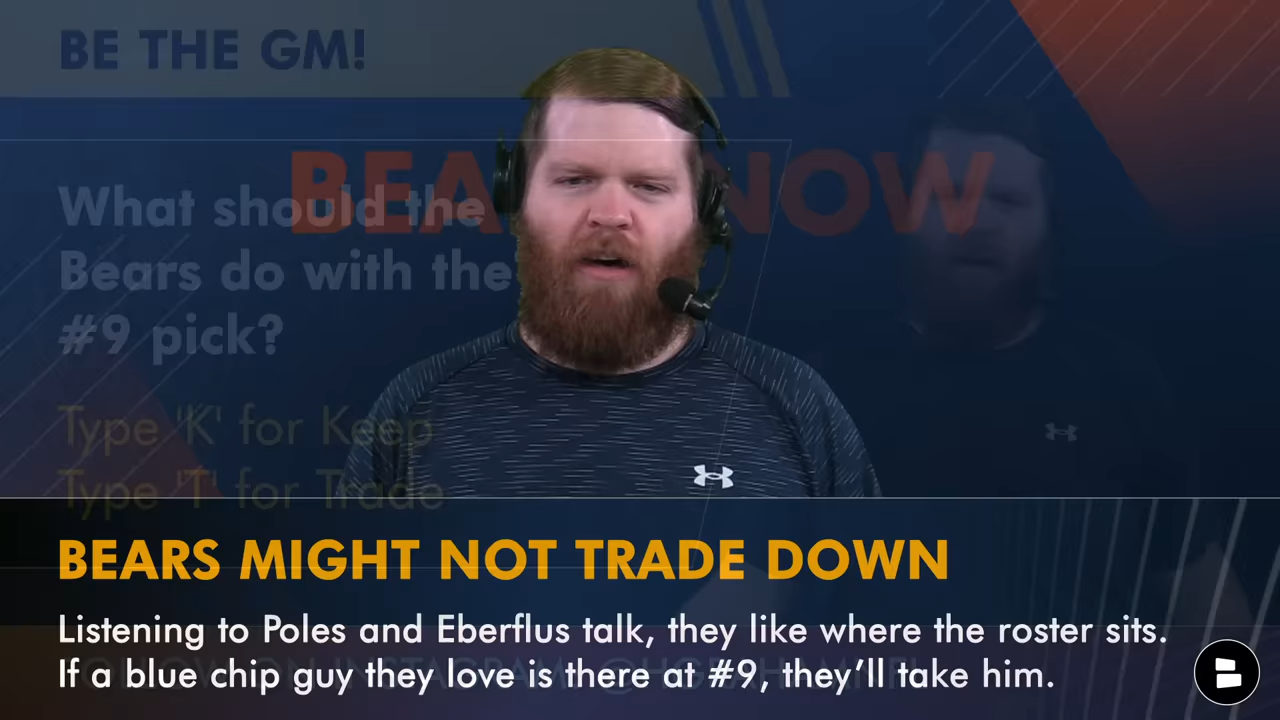 BE THE GM!
BEARS NOW
What should the
Bears do with the
#9 pick?
Type 'K' for Keep
Type 'T' for Trade
BEARS MIGHT NOT TRADE DOWN
Listening to Poles and Eberflus talk, they like where the roster sits.
If a blue chip guy they love is there at #9, they'll take him.